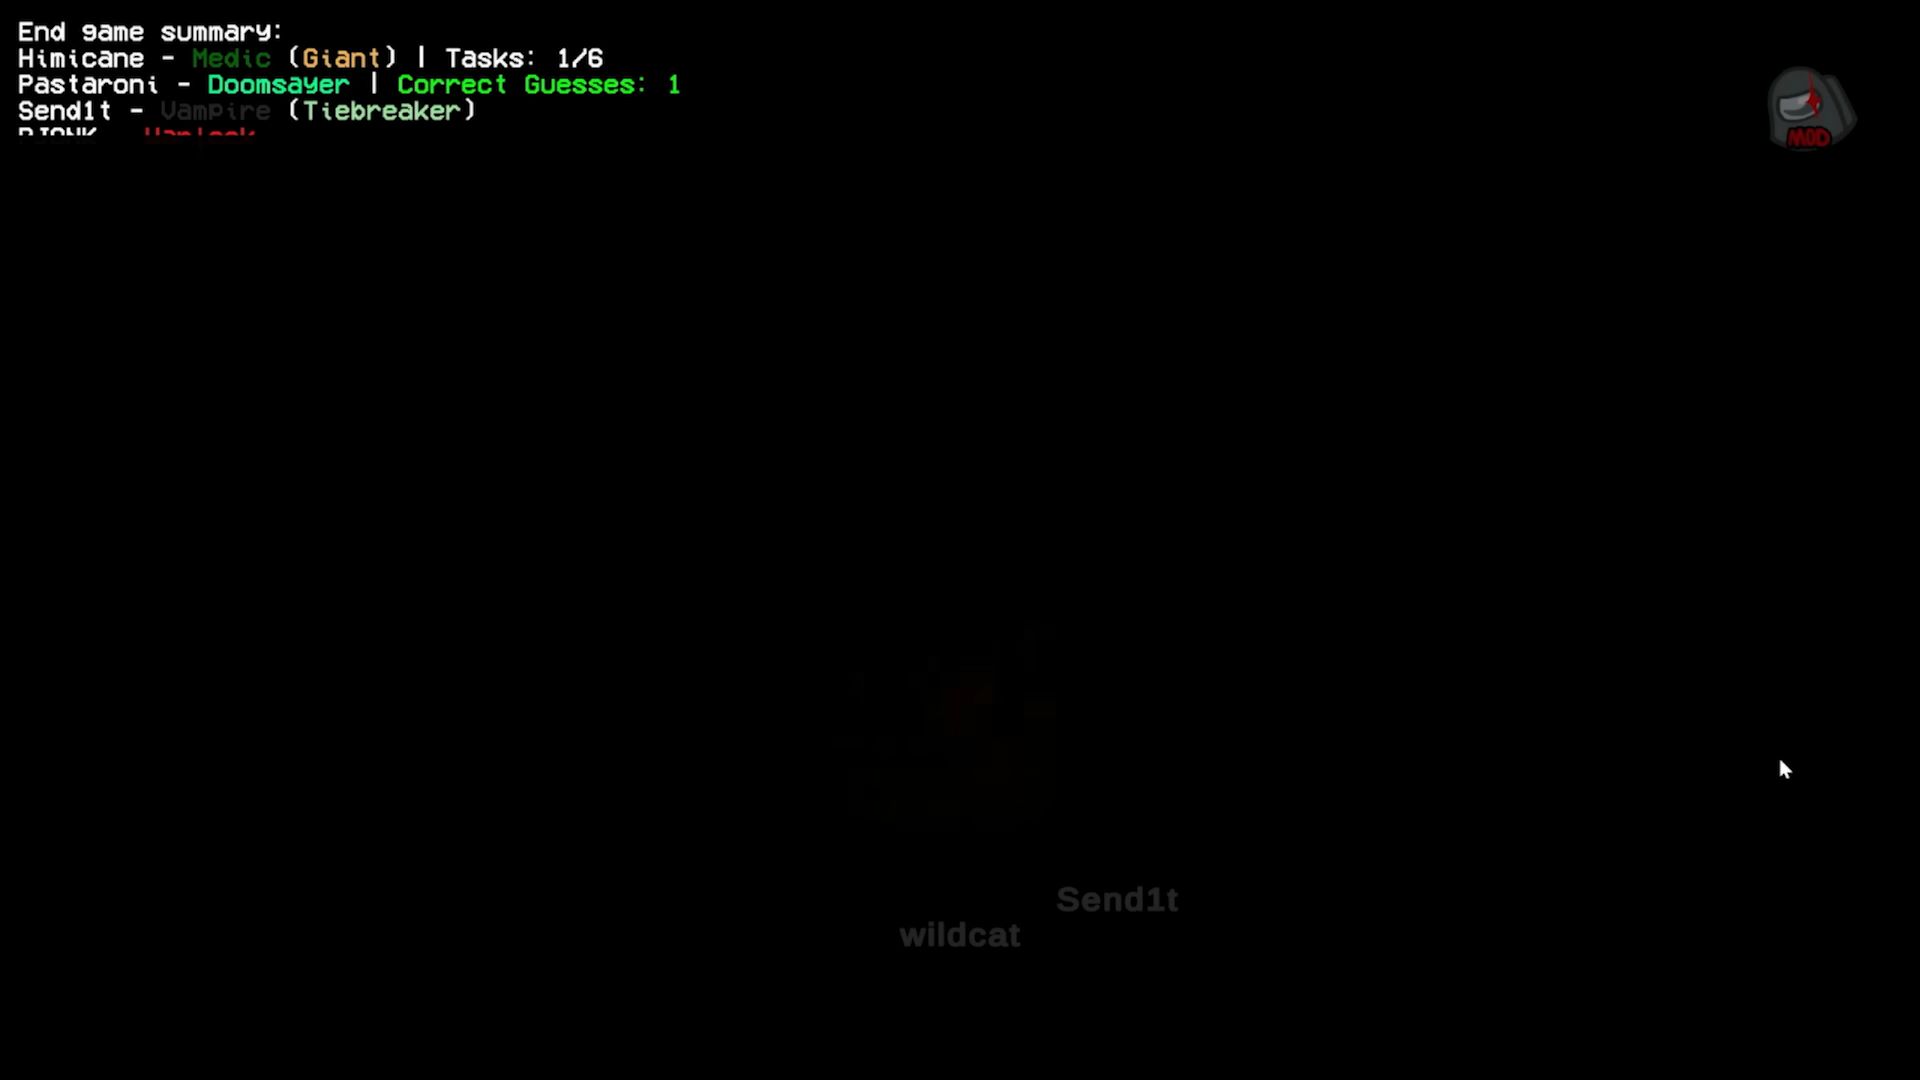 End game summary:
Himicane - Medic (Giant) | Tasks: 1/6
Pastaroni - Doomsayer | Correct Guesses: 1
Send1t - Vampire (Tiebreaker)
MOD
Send1t
wildcat